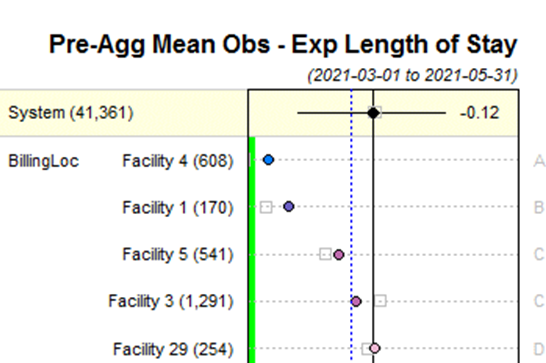 Pre-Agg Mean Obs - Exp Length of Stay
(2021-03-01 to 2021-05-31)
System (41,361) -0.12
BillingLoc Facility 4 (608) A
Facility 1 (170) B
Facility 5 (541) C
Facility 3 (1,291) C
Facility 29 (254) D